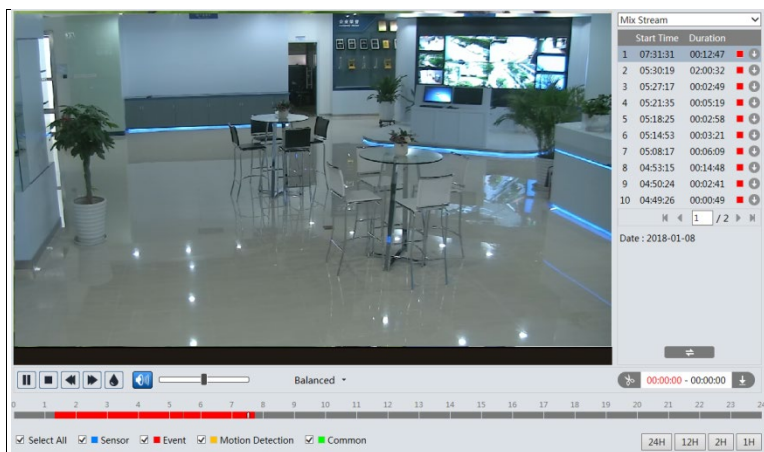 Mix Stream
Start Time Duration
1 07:31:31 00:12:47
2 05:30:19 02:00:32
3 05:27:17 00:02:49
4 05:21:35 00:05:19
5 05:18:25 00:02:58
6 05:14:53 00:03:21
7 05:08:17 00:06:09
8 04:53:15 00:14:48
9 04:50:24 00:02:41
10 04:49:26 00:00:49
1 / 2
Date : 2018-01-08
Balanced
00:00:00 - 00:00:00
0 1 2 3 4 5 6 7 8 9 10 11 12 13 14 15 16 17 18 19 20 21 22 23 24
Select All Sensor Event Motion Detection Common
24H 12H 2H 1H